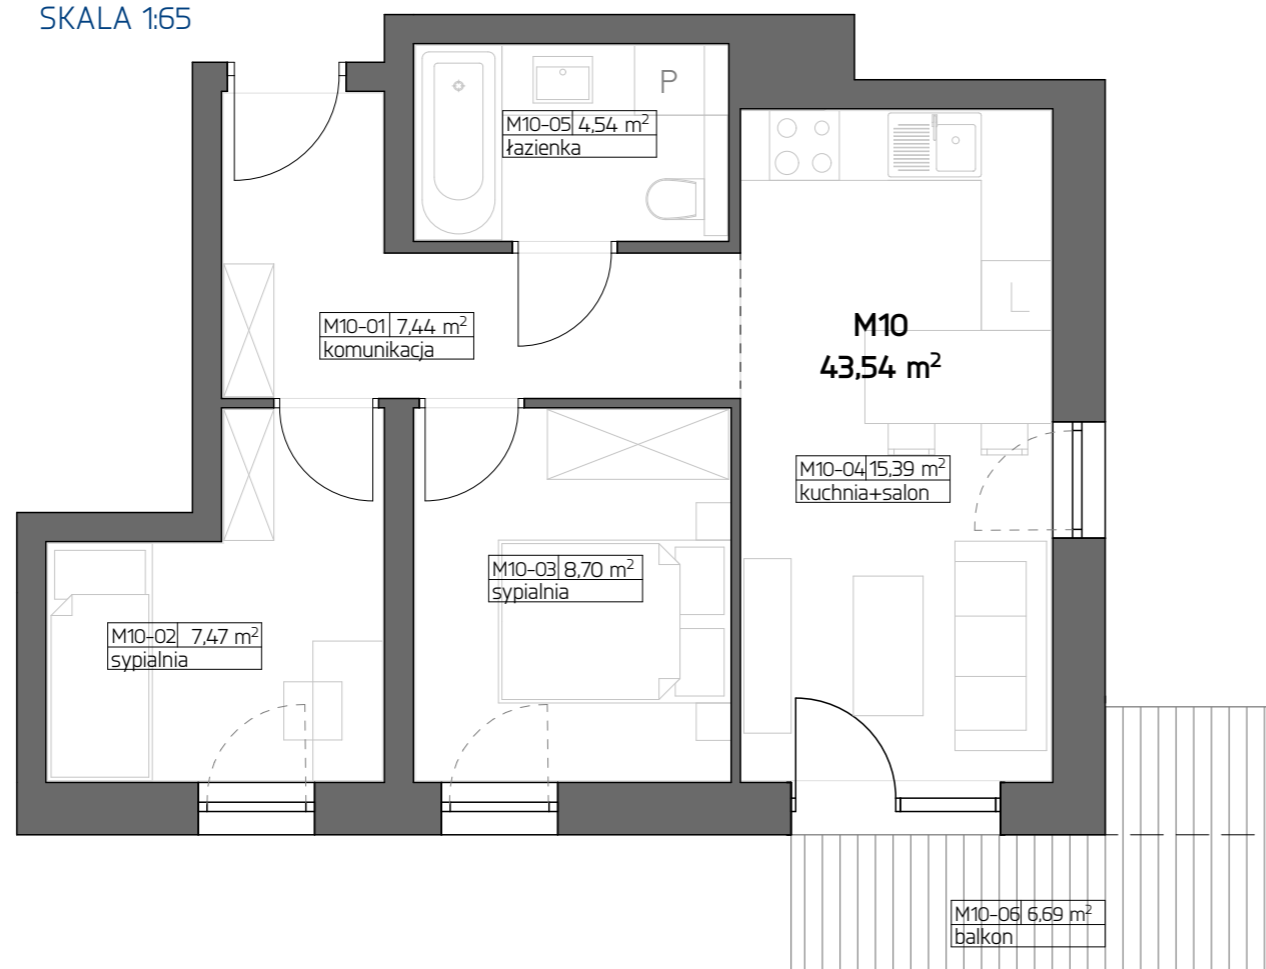 SKALA 1:65
P
M10-05 4,54 m²
łazienka
M10-01 7,44 m²
komunikacja
L
M10
43,54 m²
M10-04 15,39 m²
kuchnia+salon
M10-03 8,70 m²
sypialnia
M10-02 7,47 m²
sypialnia
M10-06 6,69 m²
balkon